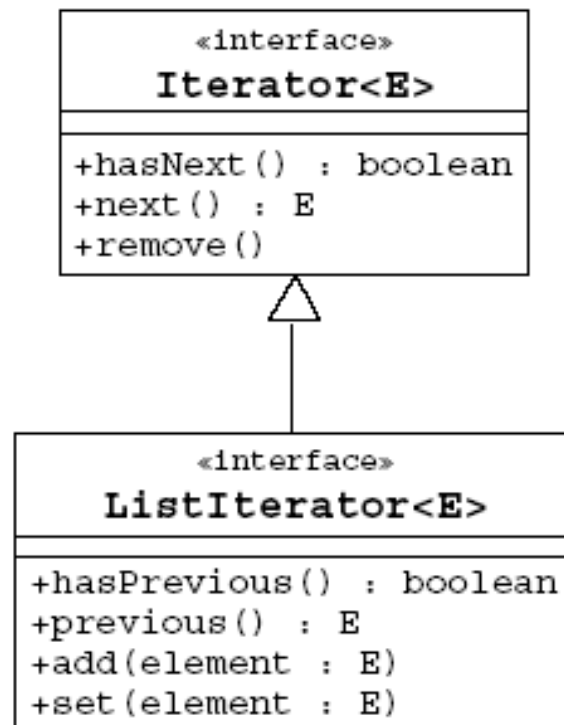 «interface»
Iterator<E>
+hasNext() : boolean
+next() : E
+remove()
«interface»
ListIterator<E>
+hasPrevious() : boolean
+previous() : E
+add(element : E)
+set(element : E)